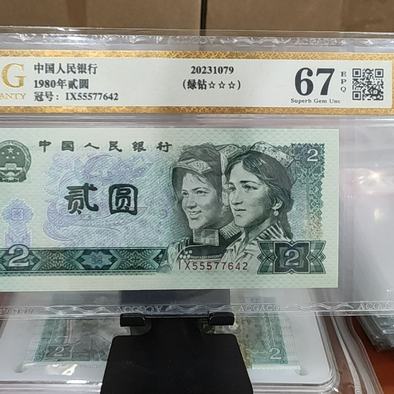 G
ANTY
中国人民银行
1980年贰圆
冠号: IX55577642
20231079
(绿钻☆☆☆)
67
EPQ
Superb Gem Unc
中国人民银行
贰圆
2
2
2
IX55577642